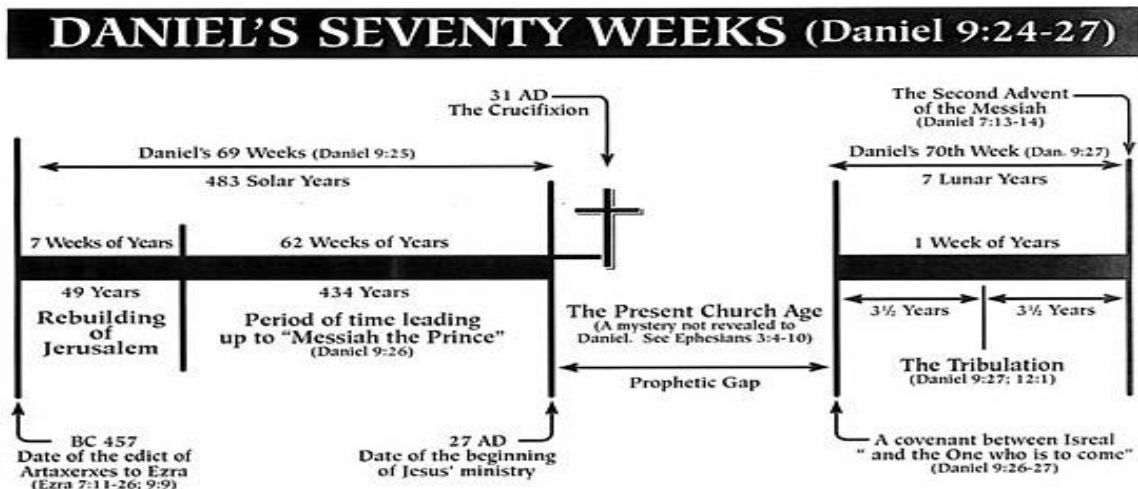 DANIEL'S SEVENTY WEEKS (Daniel 9:24-27)
31 AD
The Crucifixion
The Second Advent
of the Messiah
(Daniel 7:13-14)
Daniel's 69 Weeks (Daniel 9:25)
483 Solar Years
Daniel's 70th Week (Dan. 9:27)
7 Lunar Years
7 Weeks of Years
62 Weeks of Years
1 Week of Years
49 Years
Rebuilding
of
Jerusalem
434 Years
Period of time leading
up to "Messiah the Prince"
(Daniel 9:26)
The Present Church Age
(A mystery not revealed to
Daniel. See Ephesians 3:4-10)
Prophetic Gap
3½ Years
3½ Years
The Tribulation
(Daniel 9:27; 12:1)
BC 457
Date of the edict of
Artaxerxes to Ezra
(Ezra 7:11-26; 9:9)
27 AD
Date of the beginning
of Jesus' ministry
A covenant between Isreal
" and the One who is to come"
(Daniel 9:26-27)